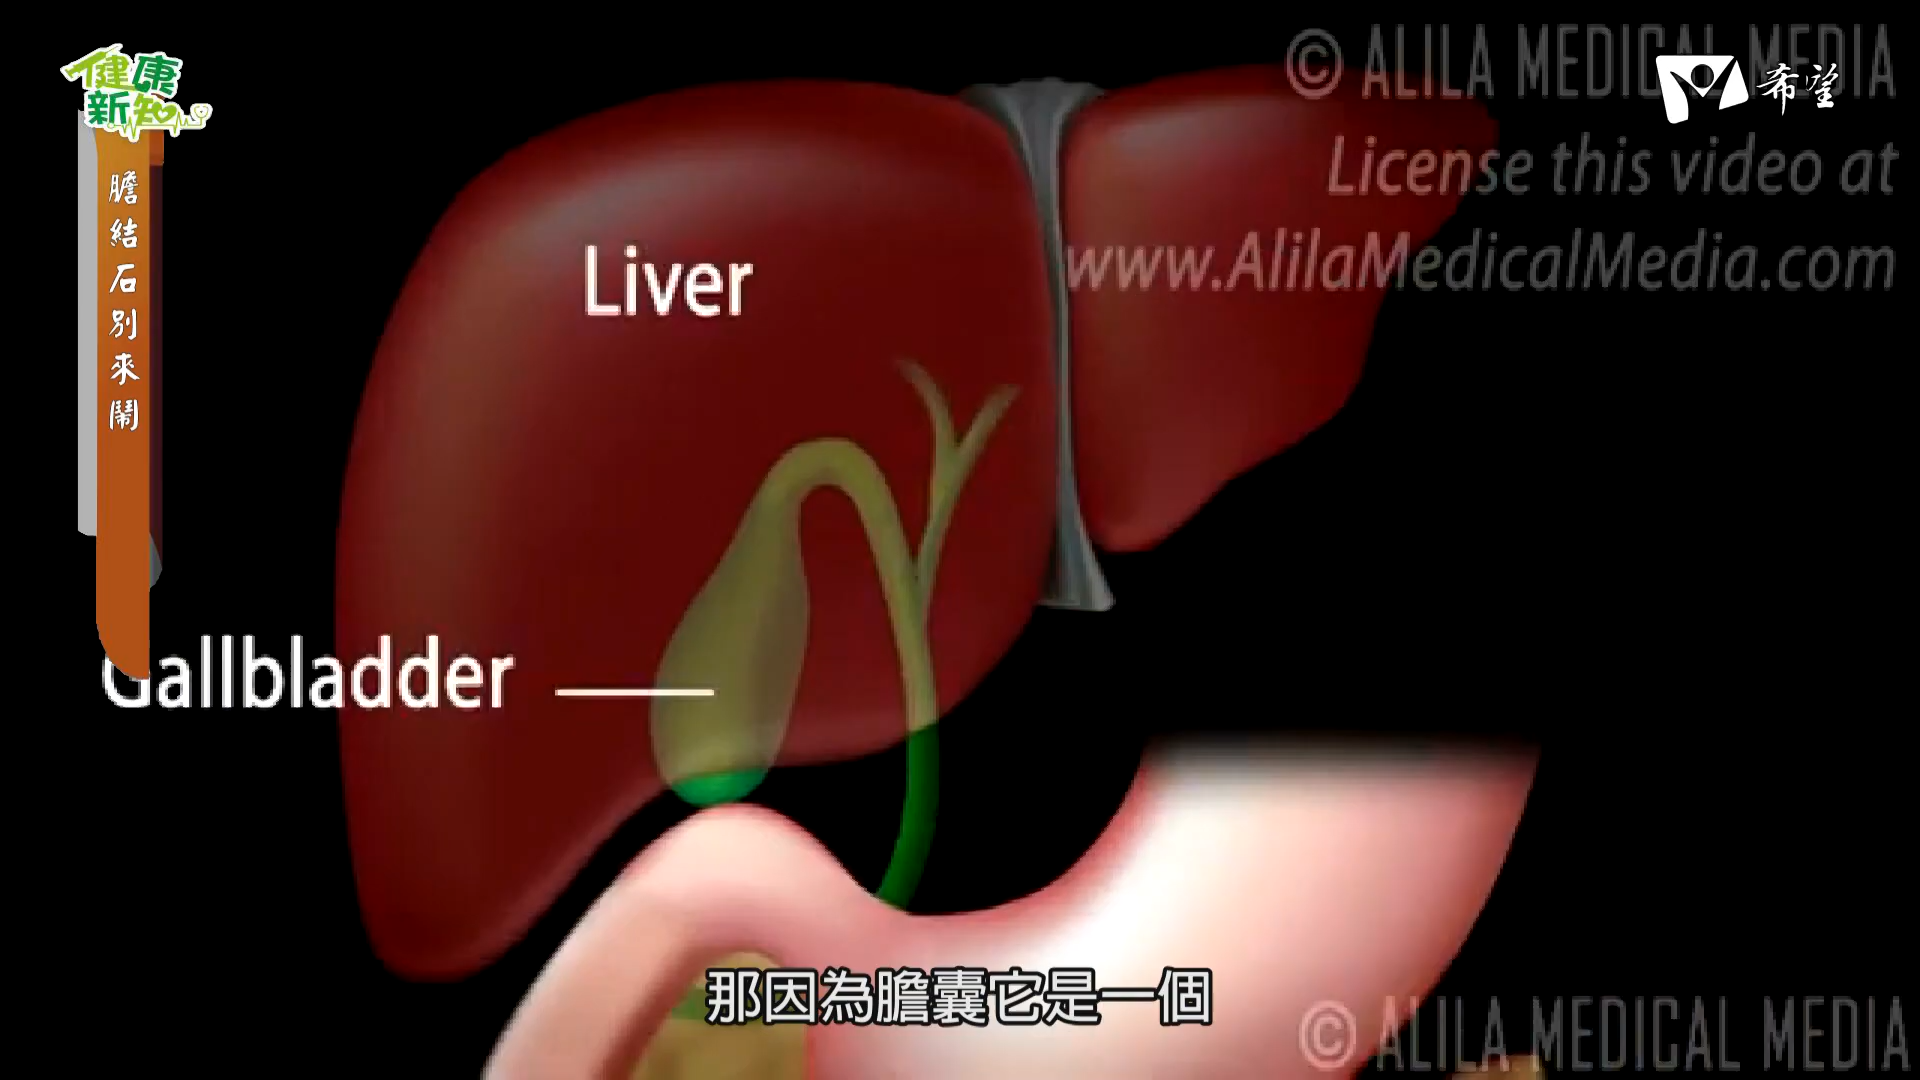 健康
新知
膽結石別來鬧
© ALILA MEDICAL MEDIA
希望
License this video at
www.AlilaMedicalMedia.com
Liver
Gallbladder
那因為膽囊它是一個
© ALILA MEDICAL MEDIA